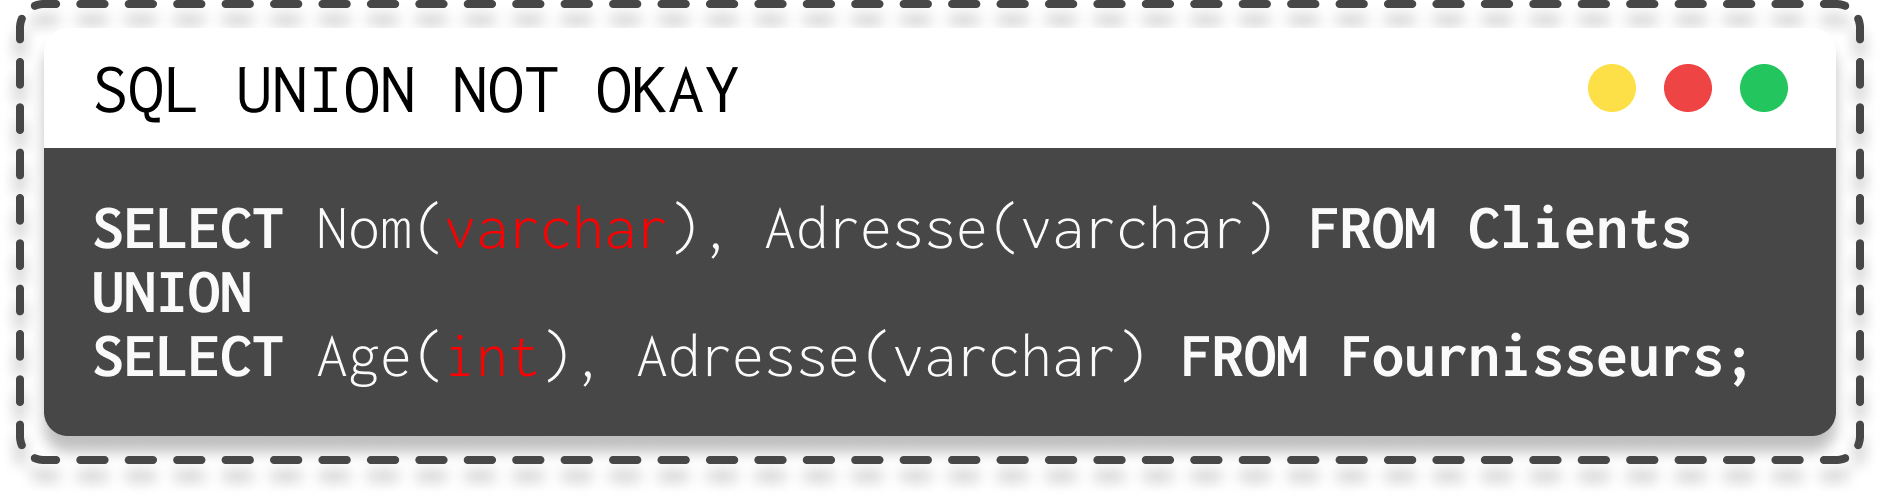 SQL UNION NOT OKAY
SELECT Nom(varchar), Adresse(varchar) FROM Clients
UNION
SELECT Age(int), Adresse(varchar) FROM Fournisseurs;